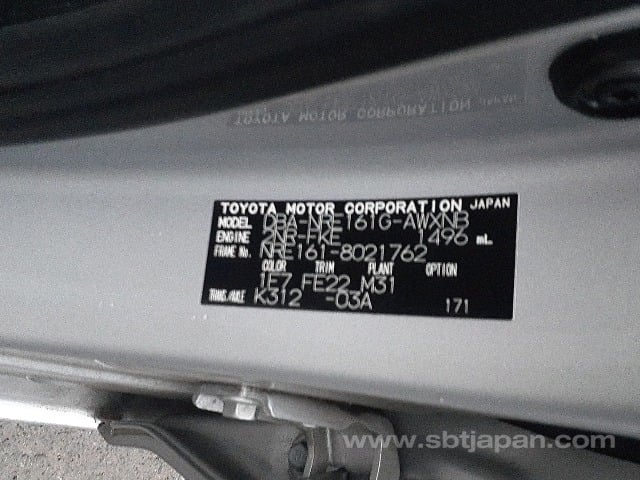 TOYOTA MOTOR CORPORATION JAPAN
MODEL DBA-NRE161G-AWXNB
ENGINE 2NR-FKE 1496 mL
FRAME No. NRE161-8021762
COLOR TRIM PLANT OPTION
1E7 FE22 M31
TRANS./AXLE K312 -03A 171
www.sbtjapan.com